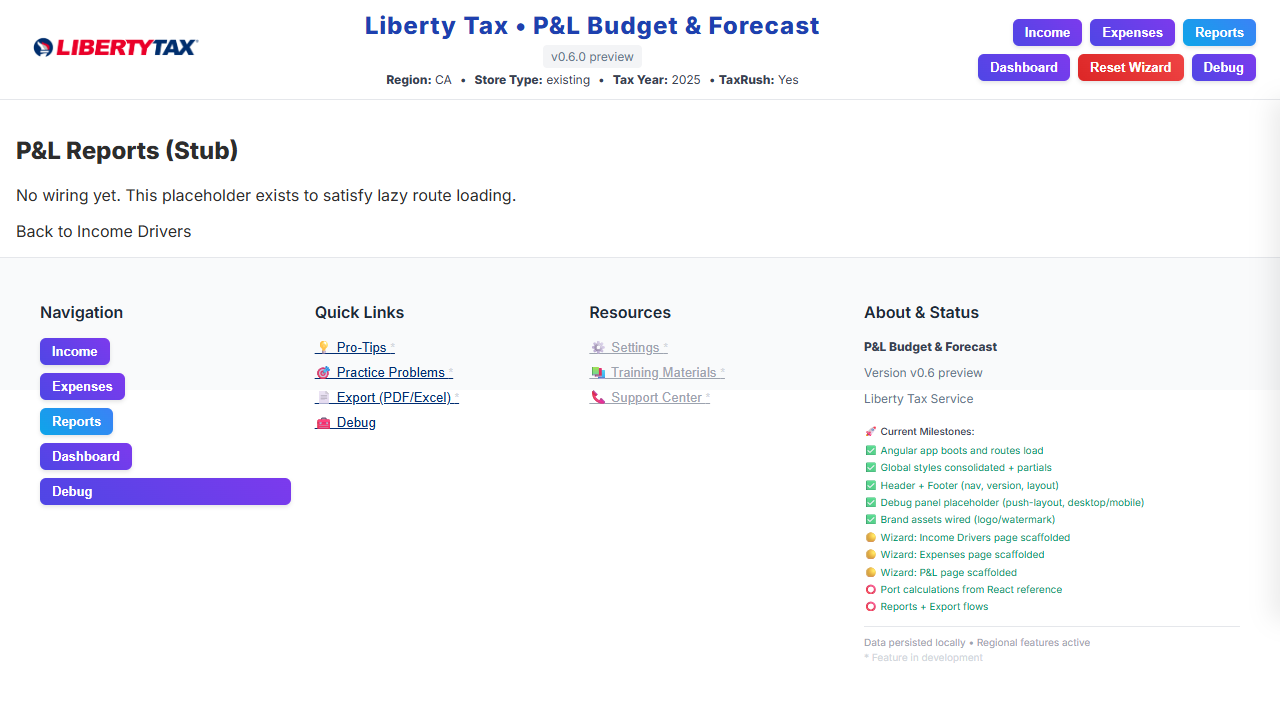 LIBERTYTAX
Liberty Tax • P&L Budget & Forecast
v0.6.0 preview
Region: CA • Store Type: existing • Tax Year: 2025 • TaxRush: Yes
Income
Expenses
Reports
Dashboard
Reset Wizard
Debug
P&L Reports (Stub)
No wiring yet. This placeholder exists to satisfy lazy route loading.
Back to Income Drivers
Navigation
Income
Expenses
Reports
Dashboard
Debug
Quick Links
💡 Pro-Tips *
🎯 Practice Problems *
📄 Export (PDF/Excel) *
🧰 Debug
Resources
⚙️ Settings *
📚 Training Materials *
📞 Support Center *
About & Status
P&L Budget & Forecast
Version v0.6 preview
Liberty Tax Service
🚀 Current Milestones:
✅ Angular app boots and routes load
✅ Global styles consolidated + partials
✅ Header + Footer (nav, version, layout)
✅ Debug panel placeholder (push-layout, desktop/mobile)
✅ Brand assets wired (logo/watermark)
🟡 Wizard: Income Drivers page scaffolded
🟡 Wizard: Expenses page scaffolded
🟡 Wizard: P&L page scaffolded
⭕ Port calculations from React reference
⭕ Reports + Export flows
Data persisted locally • Regional features active
* Feature in development